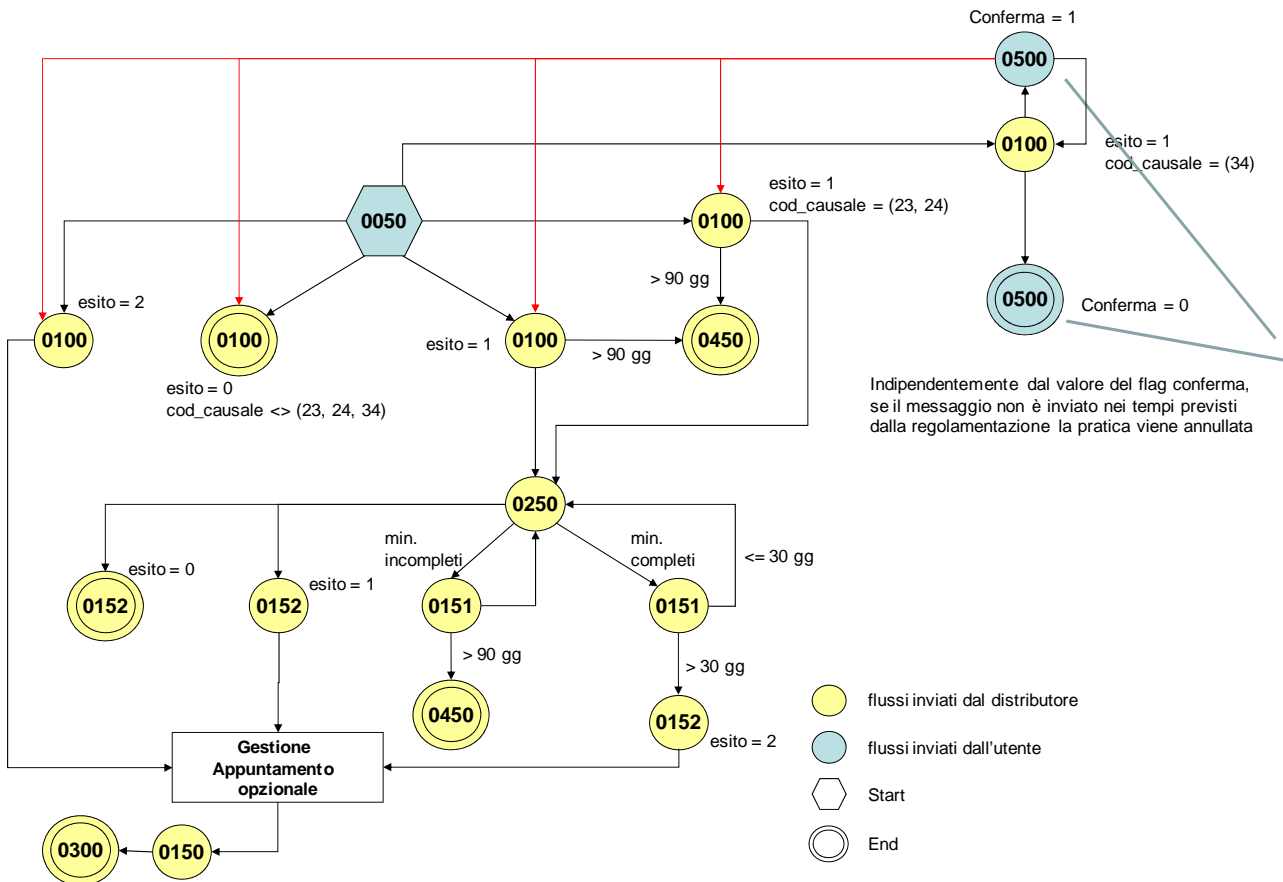 Conferma = 1
0500
0100
esito = 1
cod_causale = (34)
esito = 1
cod_causale = (23, 24)
0050
0100
> 90 gg
0500
Conferma = 0
esito = 2
0100
0100
esito = 1
0100
> 90 gg
0450
esito = 0
cod_causale <> (23, 24, 34)
Indipendentemente dal valore del flag conferma,
se il messaggio non è inviato nei tempi previsti
dalla regolamentazione la pratica viene annullata
0250
min.
incompleti
min.
completi
<= 30 gg
esito = 0
esito = 1
0152
0152
0151
0151
> 90 gg
> 30 gg
0450
0152
esito = 2
flussi inviati dal distributore
flussi inviati dall'utente
Start
End
Gestione
Appuntamento
opzionale
0300
0150